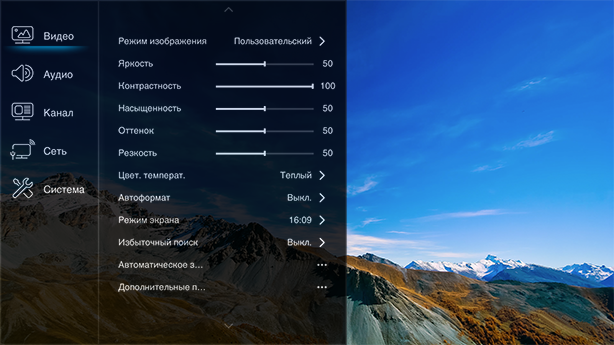 Видео
Аудио
Канал
Сеть
Система
Режим изображения Пользовательский
Яркость 50
Контрастность 100
Насыщенность 50
Оттенок 50
Резкость 50
Цвет. температ. Теплый
Автоформат Выкл.
Режим экрана 16:09
Избыточный поиск Выкл.
Автоматическое з... ...
Дополнительные п... ...